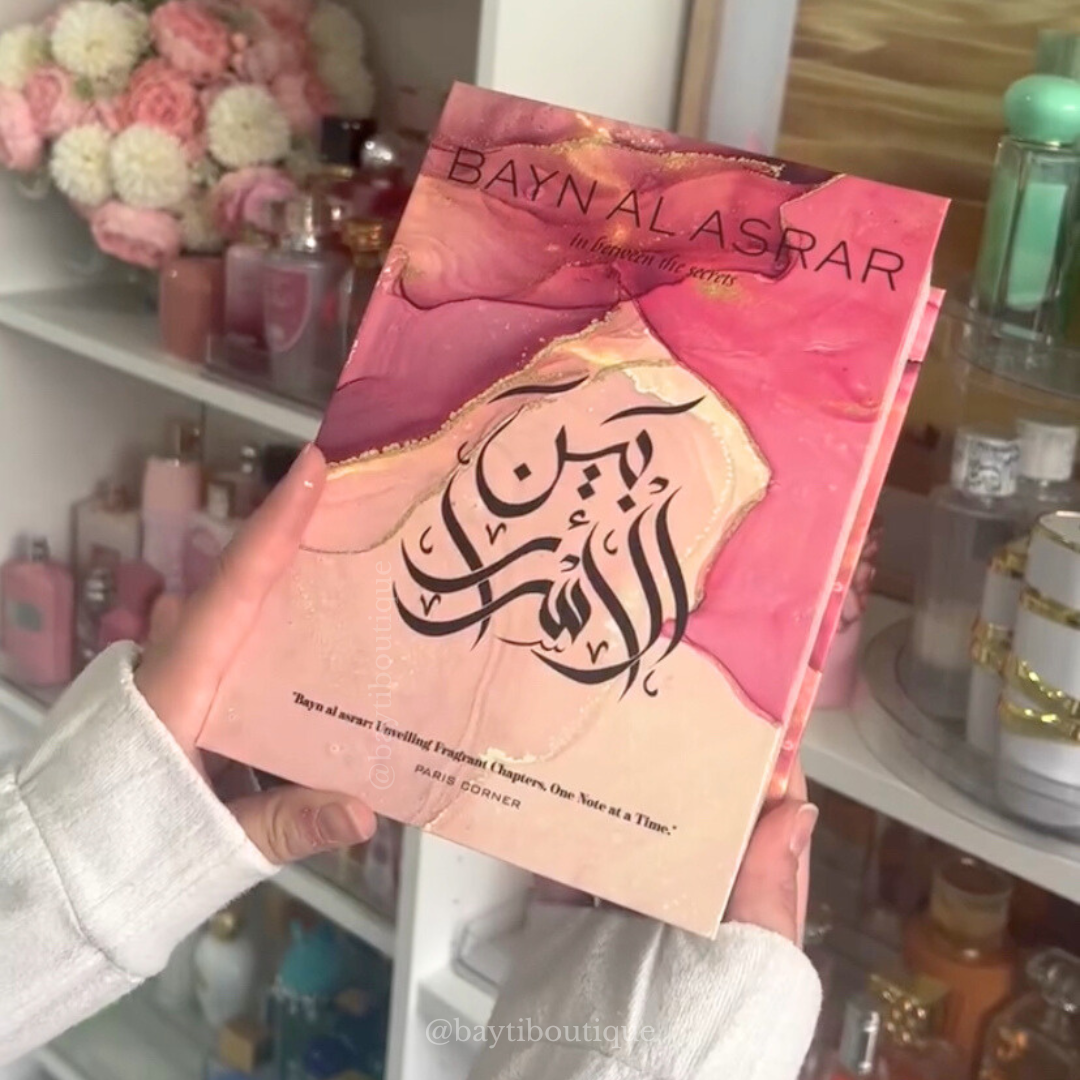 BAYN AL ASRAR
in between the secrets
بين
الأسرار
"Bayn al asrar: Unveiling Fragrant Chapters, One Note at a Time."
PARIS CORNER
@baytiboutique
@baytiboutique